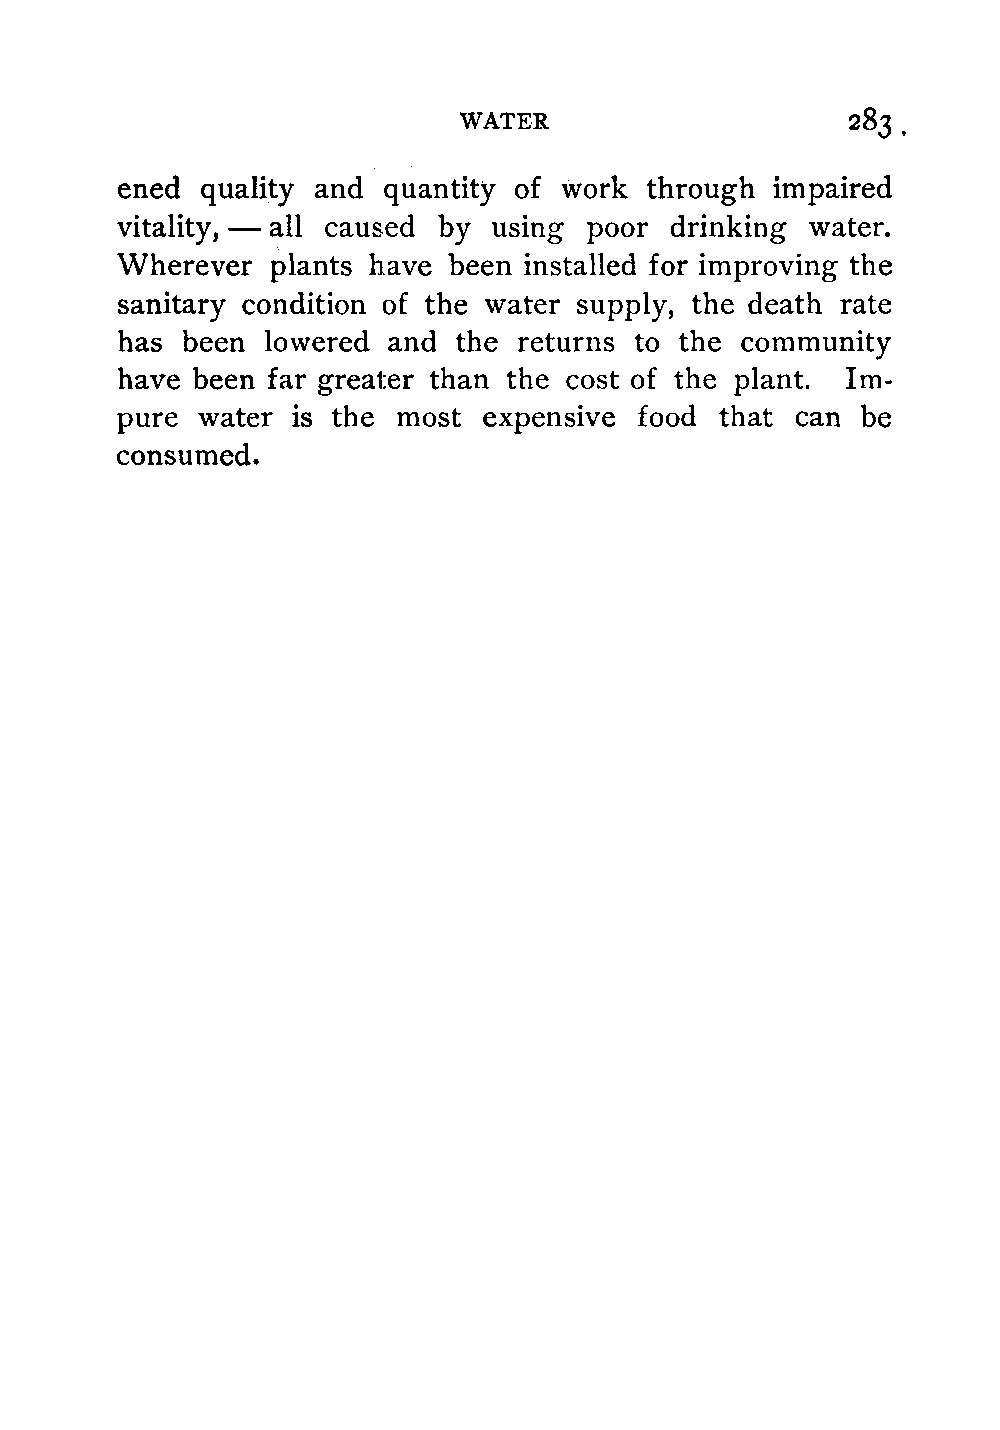 WATER 283.
ened quality and quantity of work through impaired
vitality, — all caused by using poor drinking water.
Wherever plants have been installed for improving the
sanitary condition of the water supply, the death rate
has been lowered and the returns to the community
have been far greater than the cost of the plant. Im-
pure water is the most expensive food that can be
consumed.